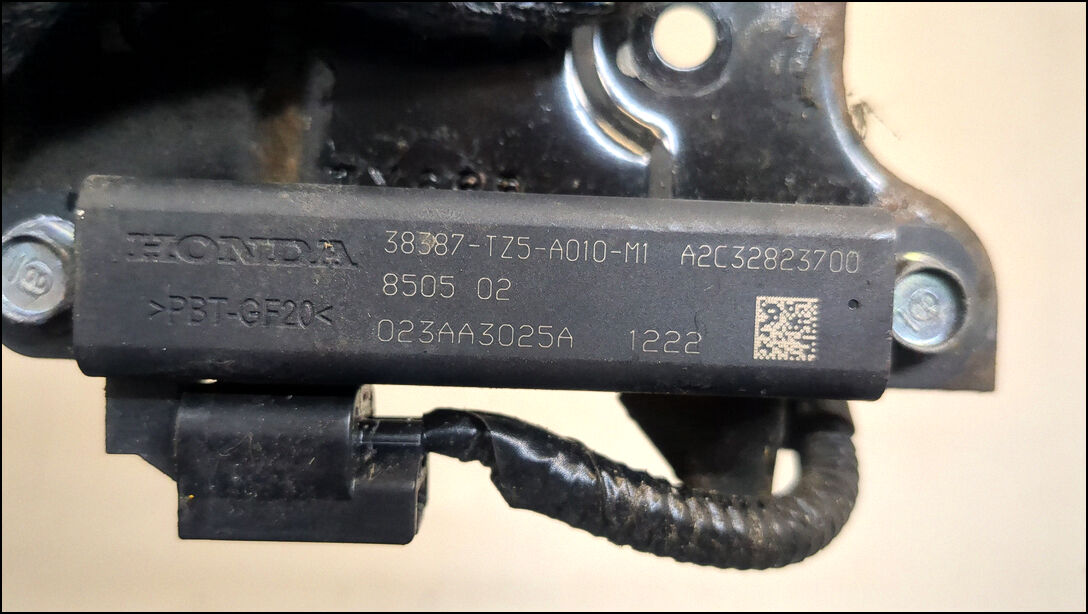 HONDA 38387-TZ5-A010-M1 A2C32823700
8505 02
>PBT-GF20<
023AA3025A 1222